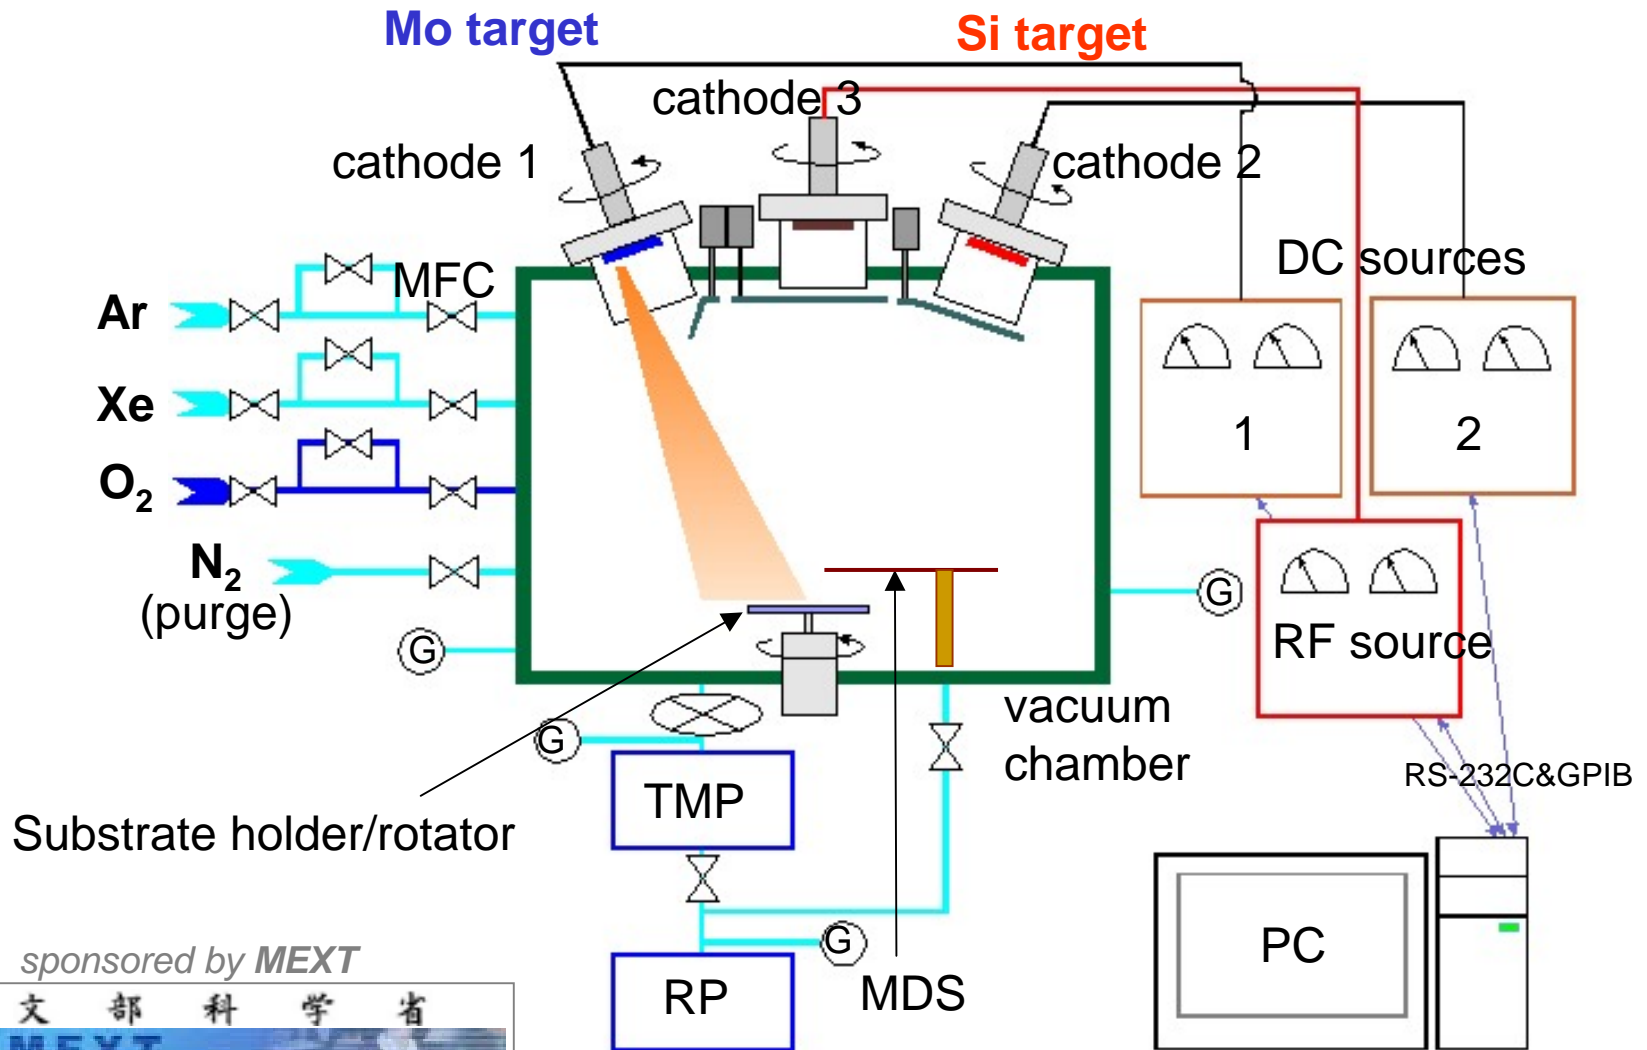 Mo target
Si target
cathode 3
cathode 1
cathode 2
MFC
DC sources
Ar
Xe
1
2
O₂
N₂
(purge)
G
G
RF source
vacuum
chamber
G
TMP
RS-232C&GPIB
Substrate holder/rotator
PC
G
sponsored by MEXT
RP
MDS
文部科学省
MEXT